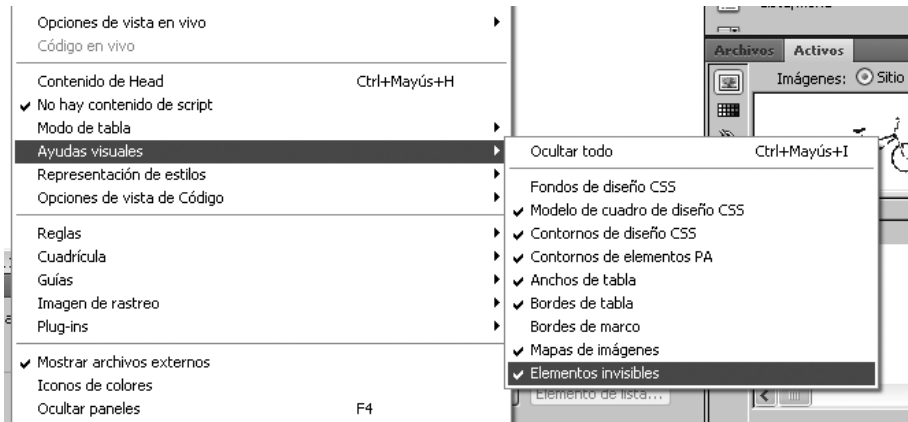 Opciones de vista en vivo
Código en vivo
Contenido de Head Ctrl+Mayús+H
No hay contenido de script
Modo de tabla
Ayudas visuales
Representación de estilos
Opciones de vista de Código
Reglas
Cuadrícula
Guías
Imagen de rastreo
Plug-ins
Mostrar archivos externos
Iconos de colores
Ocultar paneles F4
Ocultar todo Ctrl+Mayús+I
Fondos de diseño CSS
Modelo de cuadro de diseño CSS
Contornos de diseño CSS
Contornos de elementos PA
Anchos de tabla
Bordes de tabla
Bordes de marco
Mapas de imágenes
Elementos invisibles
Elemento de lista...
Archivos Activos
Imágenes: Sitio